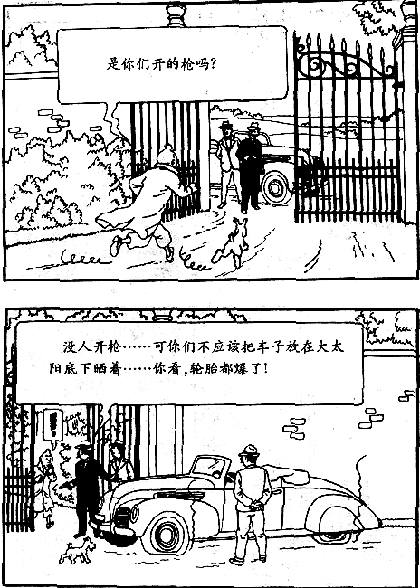 是你们开的枪吗?
没人开枪……可你们不应该把车子放在大太
阳底下晒着……你看,轮胎都爆了!